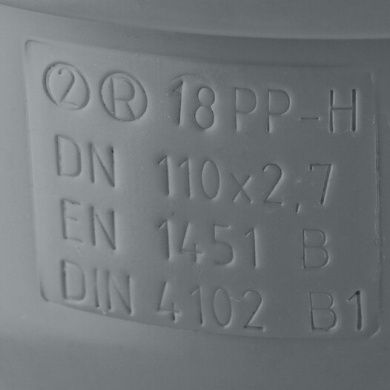 ② Ⓡ 18 PP-H
DN 110x2,7
EN 1451 B
DIN 4102 B1